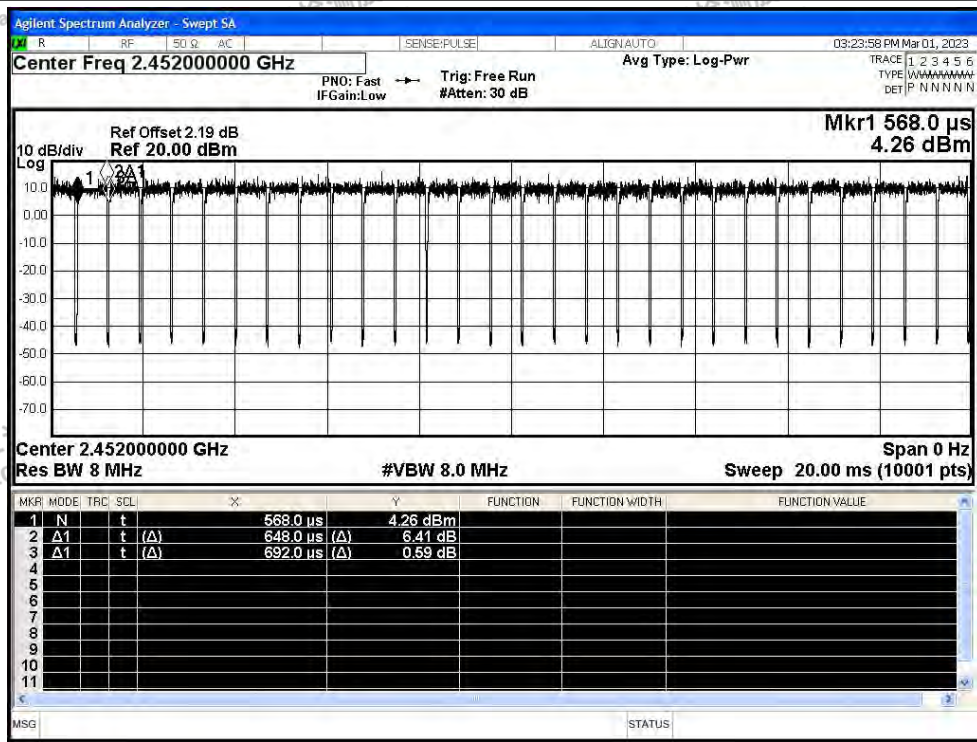 Agilent Spectrum Analyzer - Swept SA
R RF 50 Ω AC SENSE:PULSE ALIGNAUTO 03:23:58 PM Mar 01, 2023
Center Freq 2.452000000 GHz
PNO: Fast
IFGain:Low
Trig: Free Run
#Atten: 30 dB
Avg Type: Log-Pwr
TRACE 1 2 3 4 5 6
TYPE
DET P N N N N N
Ref Offset 2.19 dB
10 dB/div Ref 20.00 dBm
Log
Mkr1 568.0 µs
4.26 dBm
1 2Δ1
10.0
0.00
-10.0
-20.0
-30.0
-40.0
-50.0
-60.0
-70.0
Center 2.452000000 GHz Span 0 Hz
Res BW 8 MHz #VBW 8.0 MHz Sweep 20.00 ms (10001 pts)
MKR MODE TRC SCL X Y FUNCTION FUNCTION WIDTH FUNCTION VALUE
1 N t 568.0 µs 4.26 dBm
2 Δ1 t (Δ) 648.0 µs (Δ) 6.41 dB
3 Δ1 t (Δ) 692.0 µs (Δ) 0.59 dB
4
5
6
7
8
9
10
11
MSG STATUS